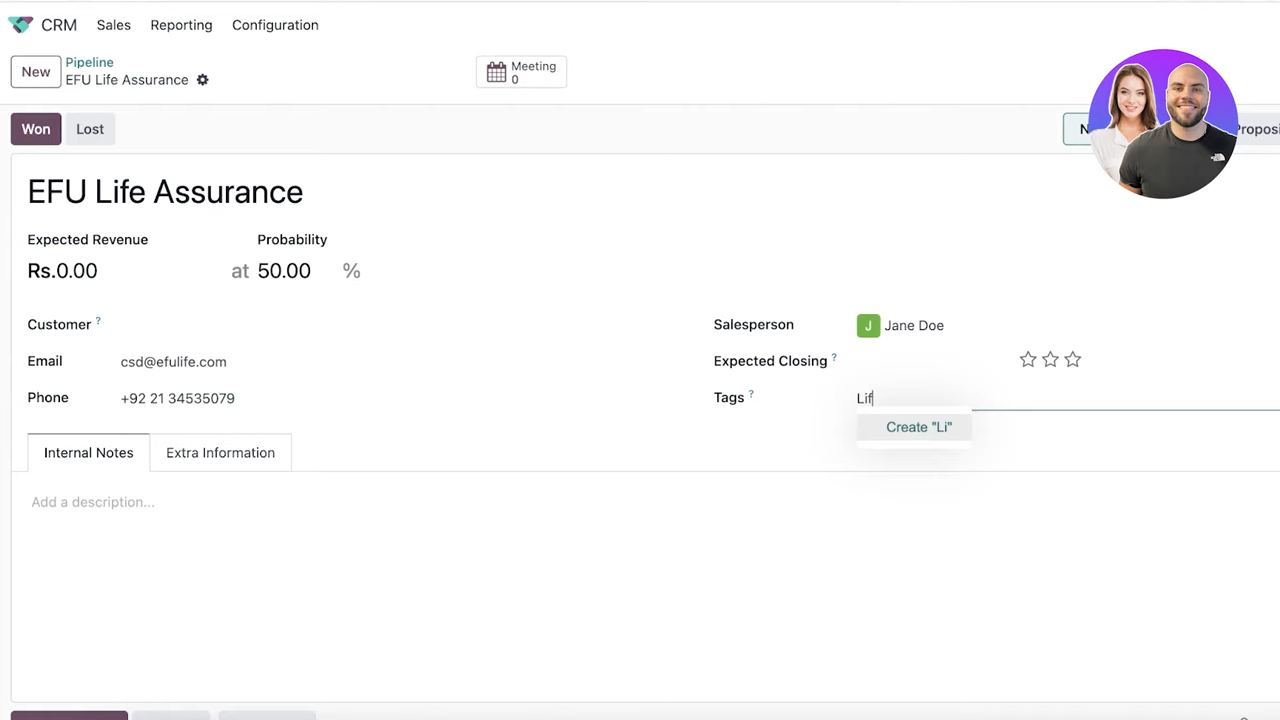 CRM Sales Reporting Configuration
New
Pipeline
EFU Life Assurance
Meeting
0
Won Lost
EFU Life Assurance
Expected Revenue Probability
Rs.0.00 at 50.00 %
Customer ? Salesperson J Jane Doe
Email csd@efulife.com Expected Closing ?
Phone +92 21 34535079 Tags ? Lif
Create "Li"
Internal Notes Extra Information
Add a description...